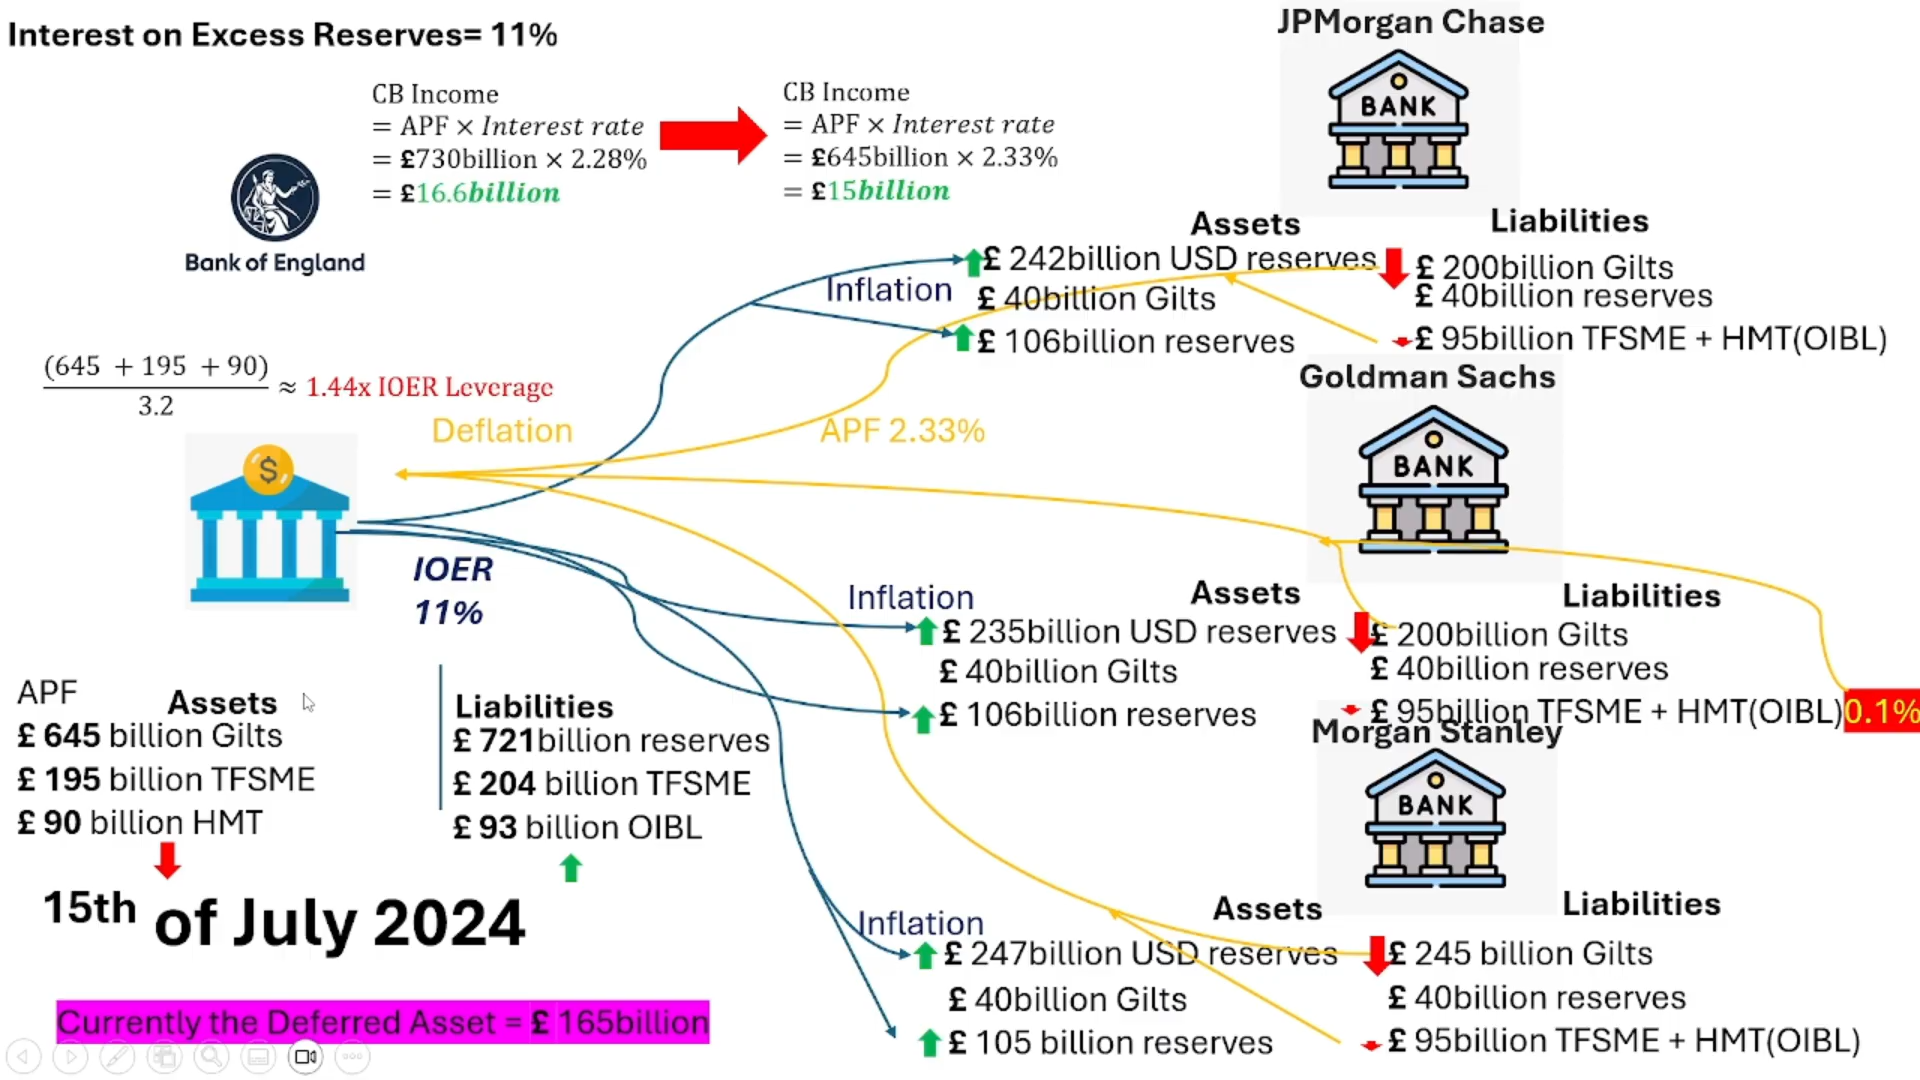 Interest on Excess Reserves= 11%
CB Income
= APF × Interest rate
= £730billion × 2.28%
= £16.6billion
CB Income
= APF × Interest rate
= £645billion × 2.33%
= £15billion
Bank of England
(645 + 195 + 90)
3.2
≈ 1.44x IOER Leverage
Deflation
APF 2.33%
IOER
11%
APF
Assets
£ 645 billion Gilts
£ 195 billion TFSME
£ 90 billion HMT
Liabilities
£ 721billion reserves
£ 204 billion TFSME
£ 93 billion OIBL
15th of July 2024
Currently the Deferred Asset = £ 165billion
JPMorgan Chase
BANK
Assets
Liabilities
Inflation
£ 242billion USD reserves
£ 40billion Gilts
£ 106billion reserves
£ 200billion Gilts
£ 40billion reserves
£ 95billion TFSME + HMT(OIBL)
Goldman Sachs
BANK
Assets
Liabilities
Inflation
£ 235billion USD reserves
£ 40billion Gilts
£ 106billion reserves
£ 200billion Gilts
£ 40billion reserves
£ 95billion TFSME + HMT(OIBL)
0.1%
Morgan Stanley
BANK
Assets
Liabilities
Inflation
£ 247billion USD reserves
£ 40billion Gilts
£ 105 billion reserves
£ 245 billion Gilts
£ 40billion reserves
£ 95billion TFSME + HMT(OIBL)